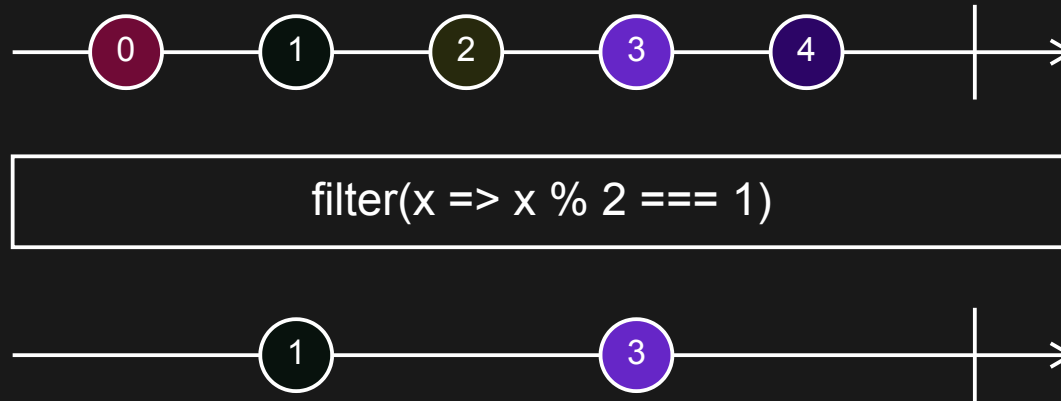 0 1 2 3 4
filter(x => x % 2 === 1)
1 3